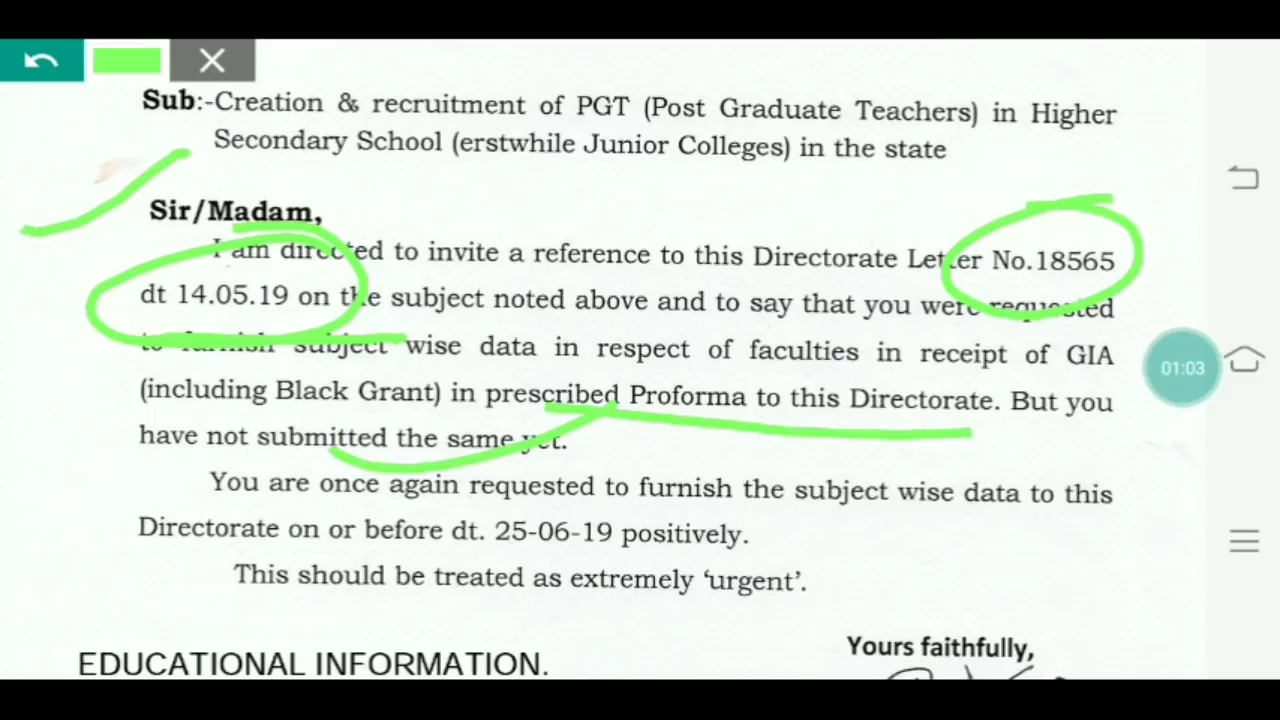 Sub:-Creation & recruitment of PGT (Post Graduate Teachers) in Higher
Secondary School (erstwhile Junior Colleges) in the state
Sir/Madam,
I am directed to invite a reference to this Directorate Letter No.18565
dt 14.05.19 on the subject noted above and to say that you were requested
to furnish subject wise data in respect of faculties in receipt of GIA
(including Black Grant) in prescribed Proforma to this Directorate. But you
have not submitted the same yet.
You are once again requested to furnish the subject wise data to this
Directorate on or before dt. 25-06-19 positively.
This should be treated as extremely ‘urgent’.
Yours faithfully,
EDUCATIONAL INFORMATION.
01:03